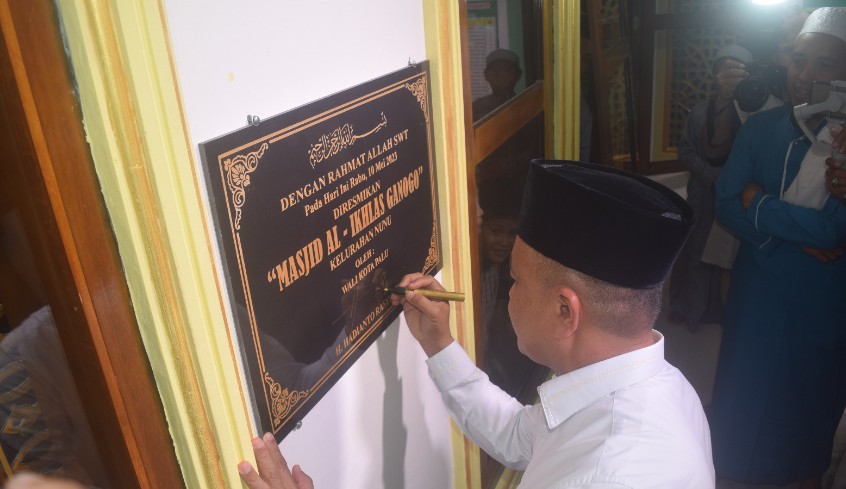 بسم الله الرحمن الرحيم
DENGAN RAHMAT ALLAH SWT
Pada Hari Ini Rabu, 10 Mei 2023
DIRESMIKAN
"MASJID AL - IKHLAS GANOGO"
KELURAHAN NUNU
OLEH :
WALI KOTA PALU
H. HADIANTO